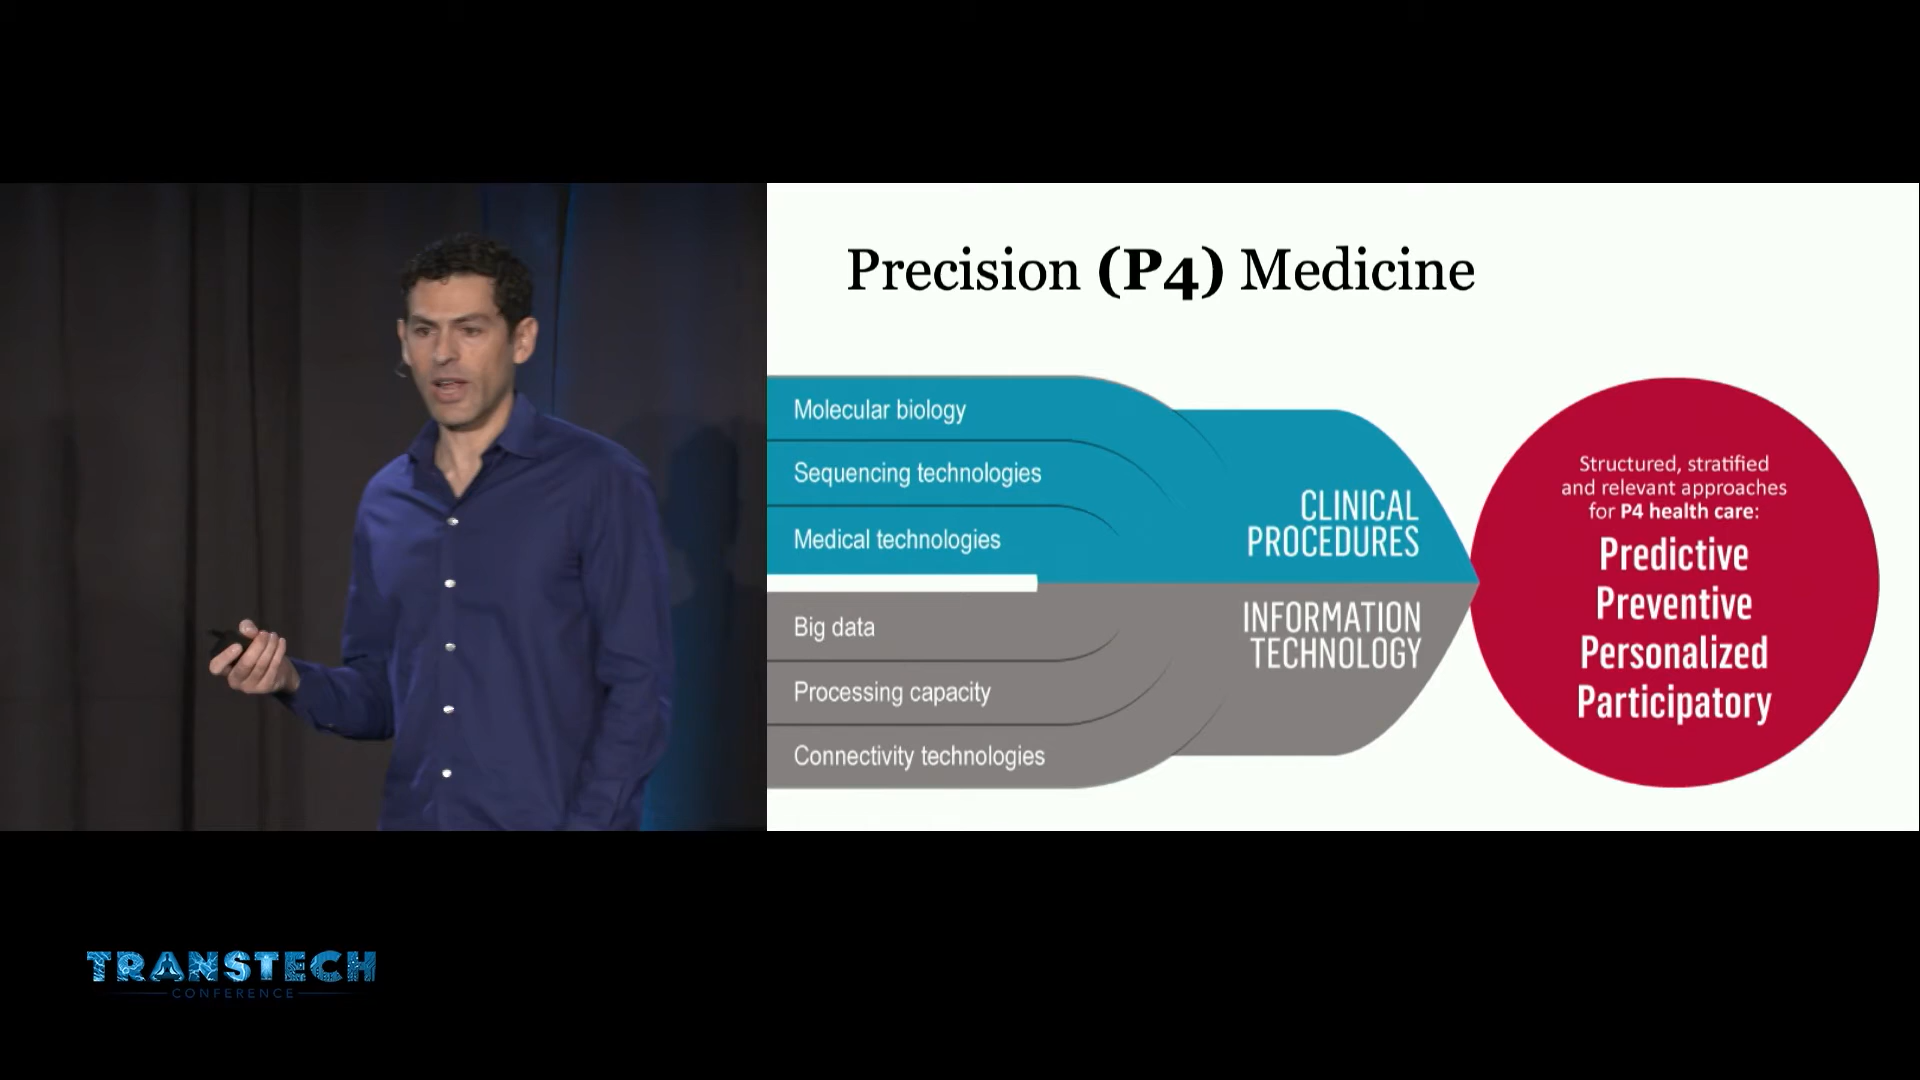 Precision (P4) Medicine
Molecular biology
Sequencing technologies
Medical technologies
CLINICAL
PROCEDURES
Big data
Processing capacity
Connectivity technologies
INFORMATION
TECHNOLOGY
Structured, stratified
and relevant approaches
for P4 health care:
Predictive
Preventive
Personalized
Participatory
TRANSTECH
CONFERENCE